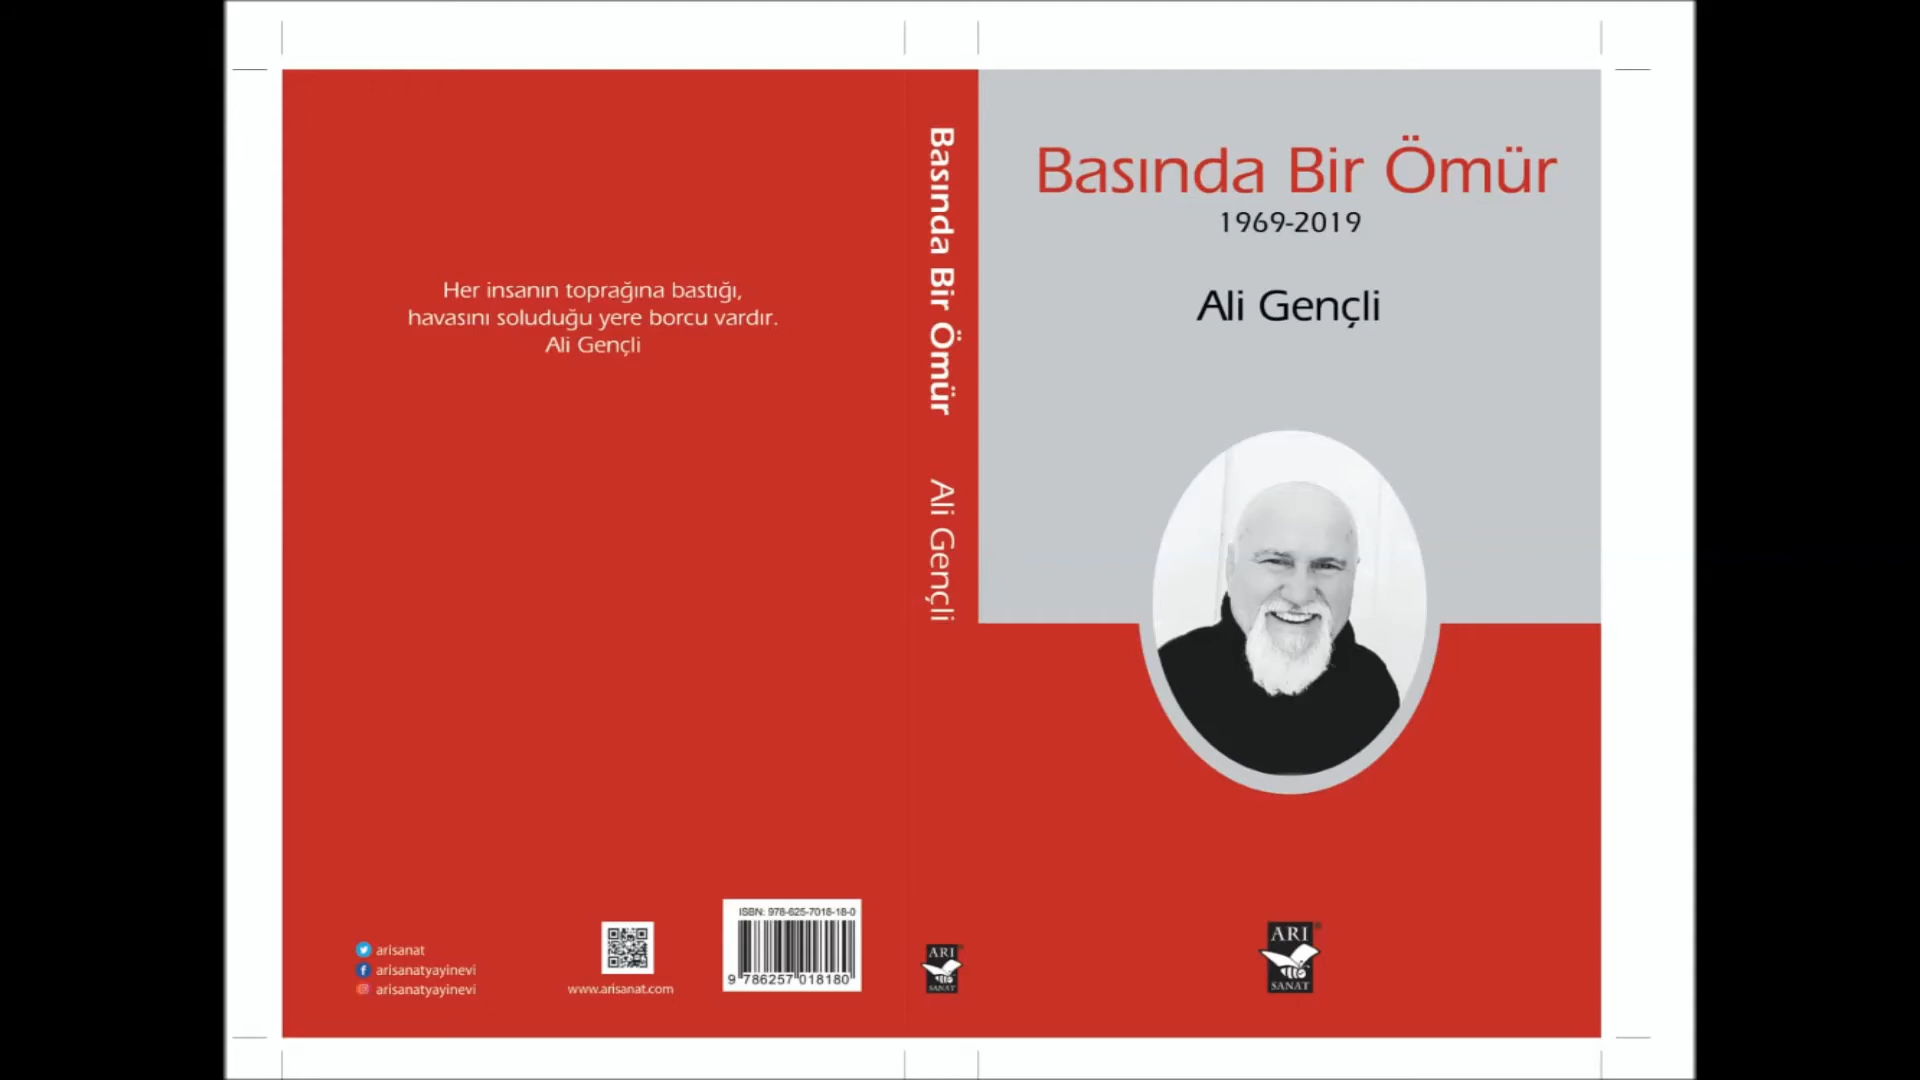 Her insanın toprağına bastığı,
havasını soluduğu yere borcu vardır.
Ali Gençli
arisanat
arisanatyayinevi
arisanatyayinevi
www.arisanat.com
ISBN: 978-625-7018-18-0
9 786257 018180
Basında Bir Ömür
Ali Gençli
ARI
SANAT
Basında Bir Ömür
1969-2019
Ali Gençli
ARI
SANAT